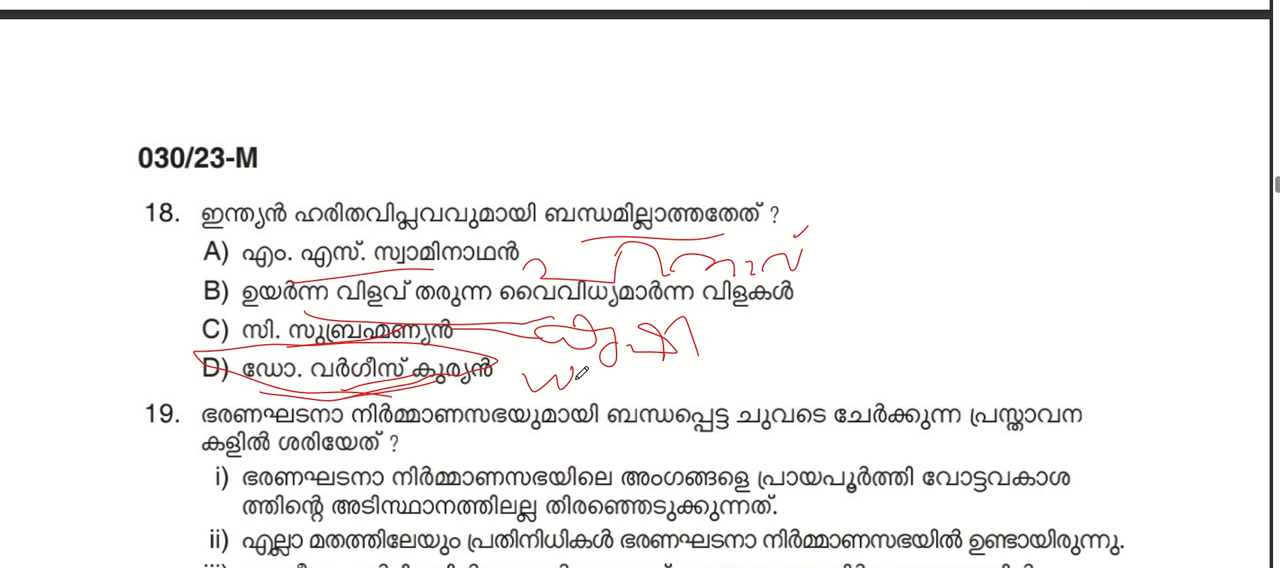 030/23-M
18. ഇന്ത്യൻ ഹരിതവിപ്ലവവുമായി ബന്ധമില്ലാത്തതേത് ?
A) എം. എസ്. സ്വാമിനാഥൻ
B) ഉയർന്ന വിളവ് തരുന്ന വൈവിധ്യമാർന്ന വിളകൾ
C) സി. സുബ്രഹ്മണ്യൻ
D) ഡോ. വർഗീസ് കുര്യൻ
19. ഭരണഘടനാ നിർമ്മാണസഭയുമായി ബന്ധപ്പെട്ട ചുവടെ ചേർക്കുന്ന പ്രസ്താവന
കളിൽ ശരിയേത് ?
i) ഭരണഘടനാ നിർമ്മാണസഭയിലെ അംഗങ്ങളെ പ്രായപൂർത്തി വോട്ടവകാശ
ത്തിന്റെ അടിസ്ഥാനത്തിലല്ല തിരഞ്ഞെടുക്കുന്നത്.
ii) എല്ലാ മതത്തിലേയും പ്രതിനിധികൾ ഭരണഘടനാ നിർമ്മാണസഭയിൽ ഉണ്ടായിരുന്നു.